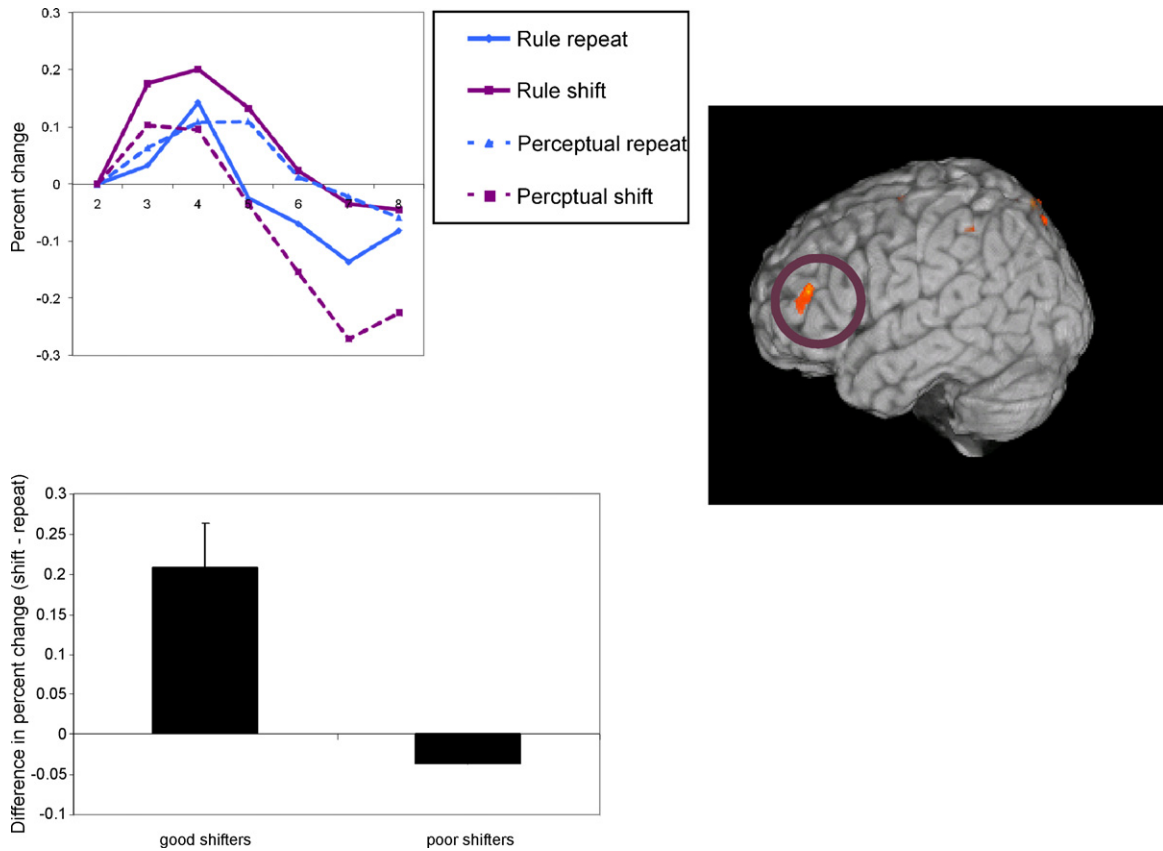 0.3
0.2
0.1
0
-0.1
-0.2
-0.3
Percent change
2 3 4 5 6 7 8
Rule repeat
Rule shift
Perceptual repeat
Percptual shift
Difference in percent change (shift - repeat)
0.3
0.25
0.2
0.15
0.1
0.05
0
-0.05
-0.1
good shifters poor shifters